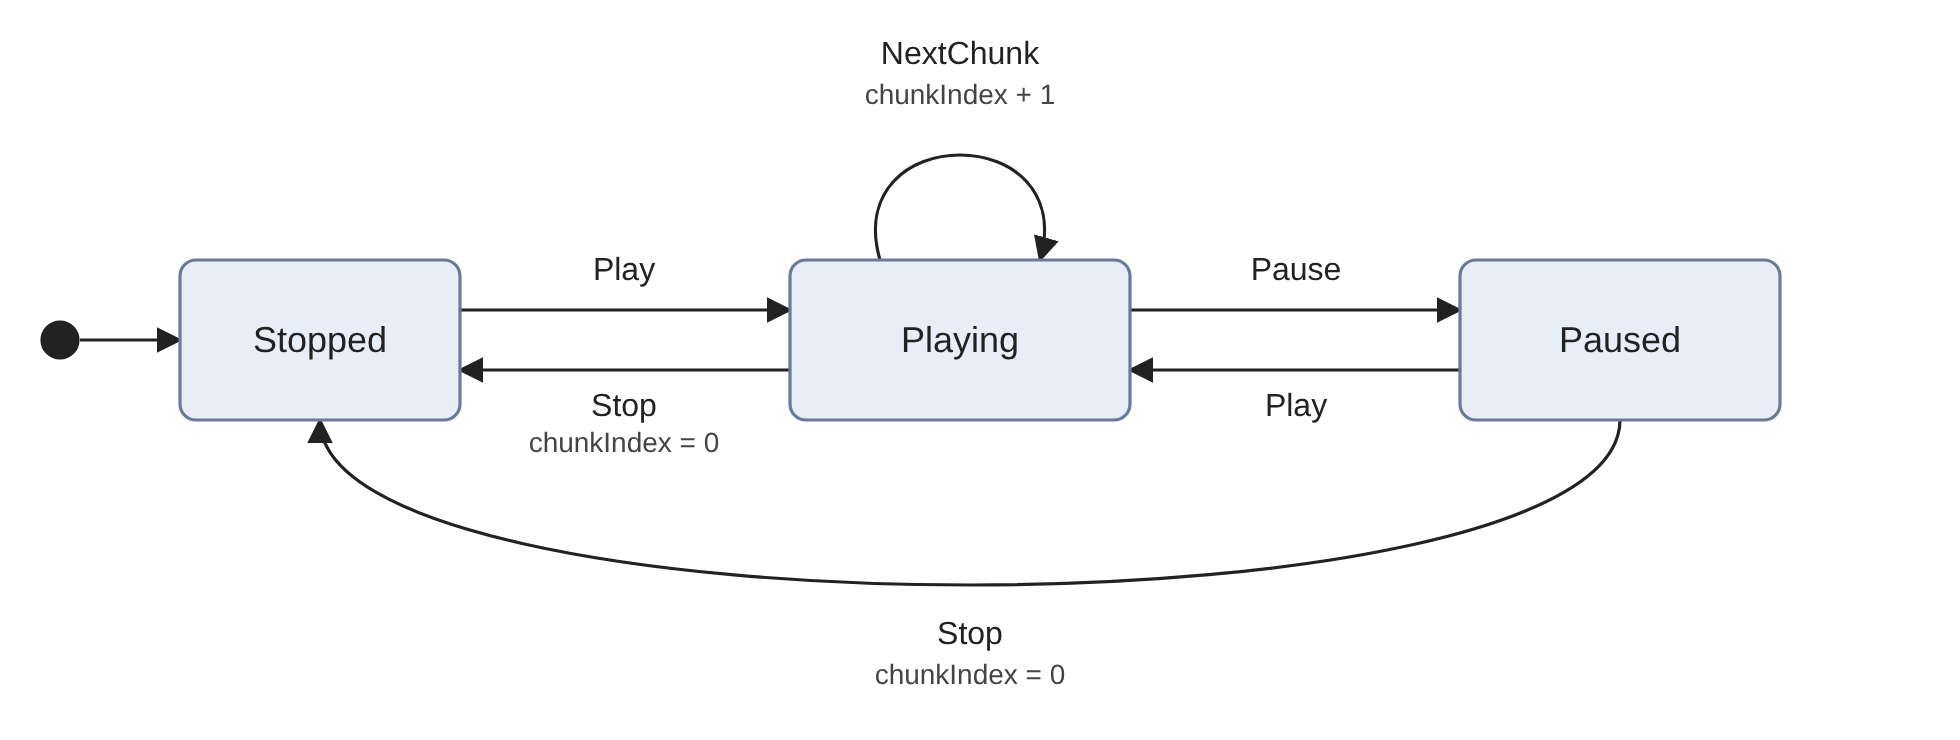 NextChunk
chunkIndex + 1
Play
Pause
Stopped
Playing
Paused
Stop
chunkIndex = 0
Play
Stop
chunkIndex = 0